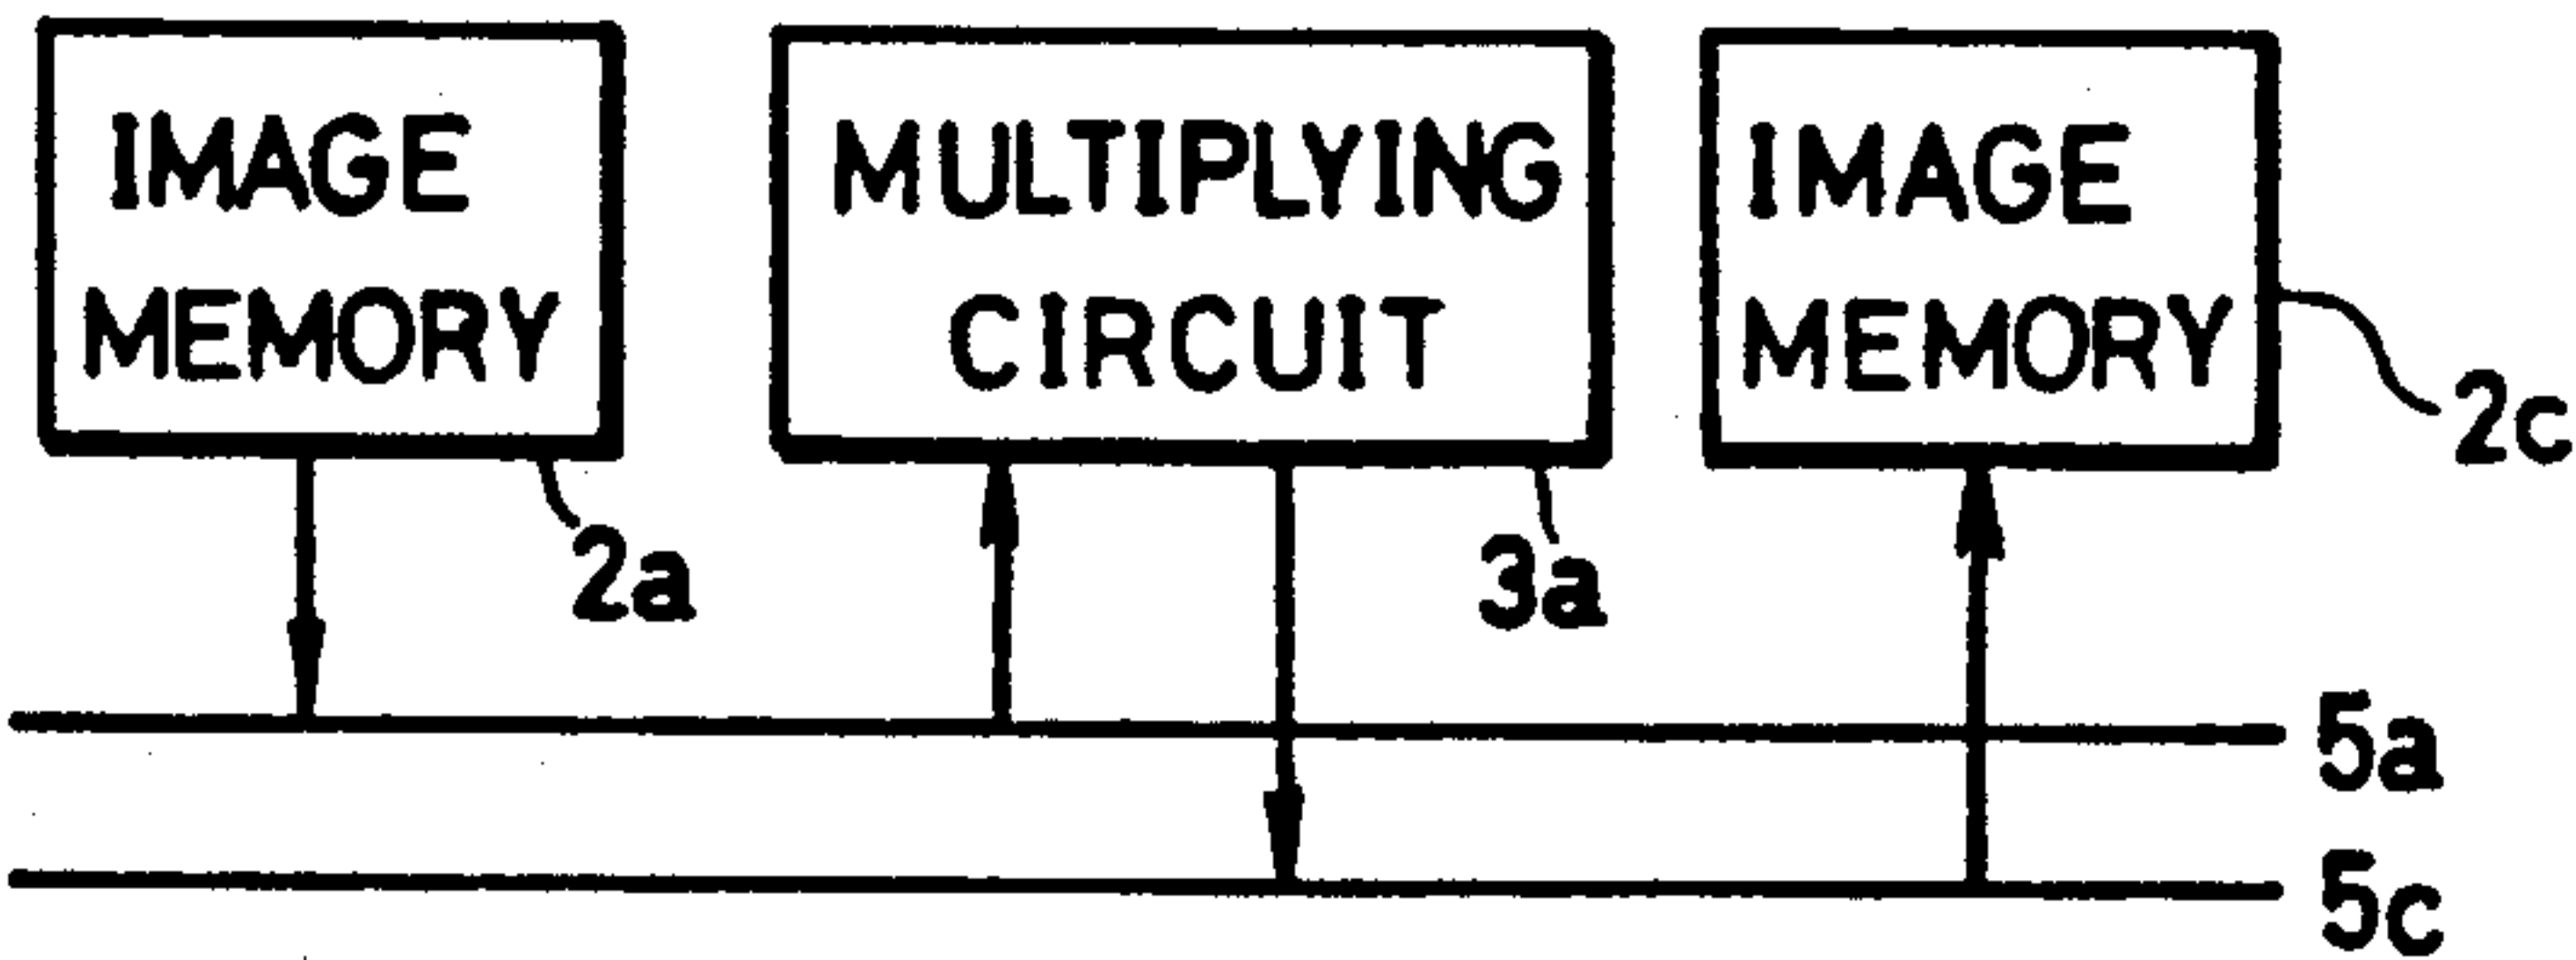 IMAGE
MEMORY
MULTIPLYING
CIRCUIT
IMAGE
MEMORY
2c
2a
3a
5a
5c